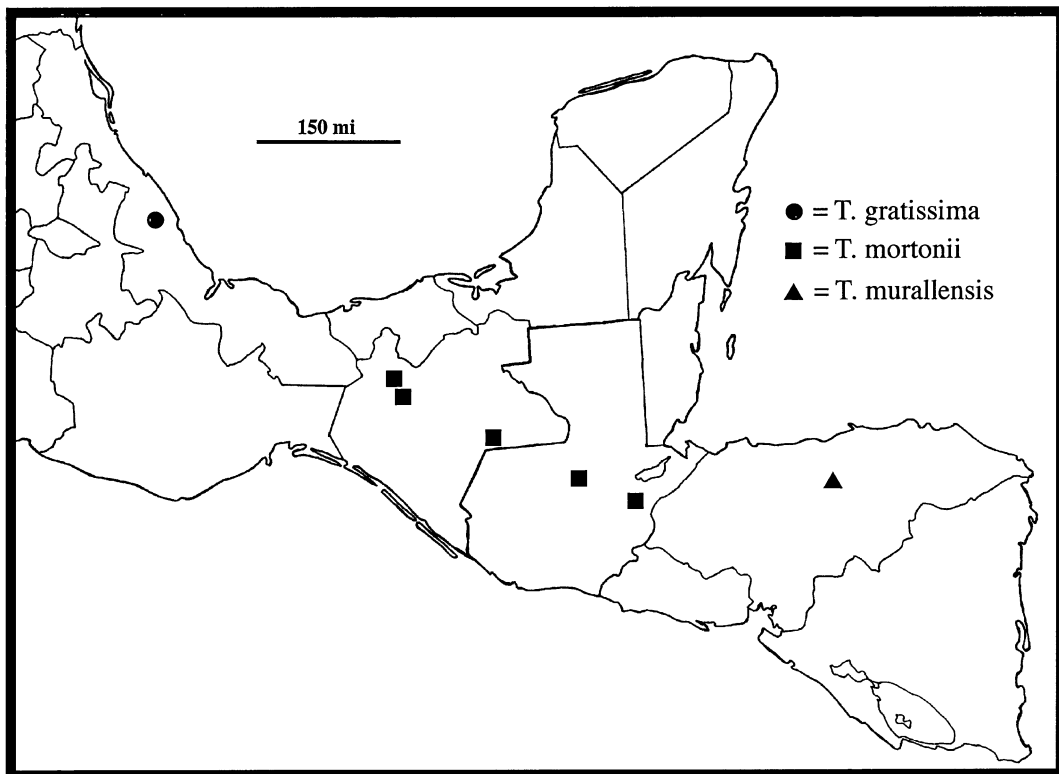 150 mi
● = T. gratissima
■ = T. mortonii
▲ = T. murallensis